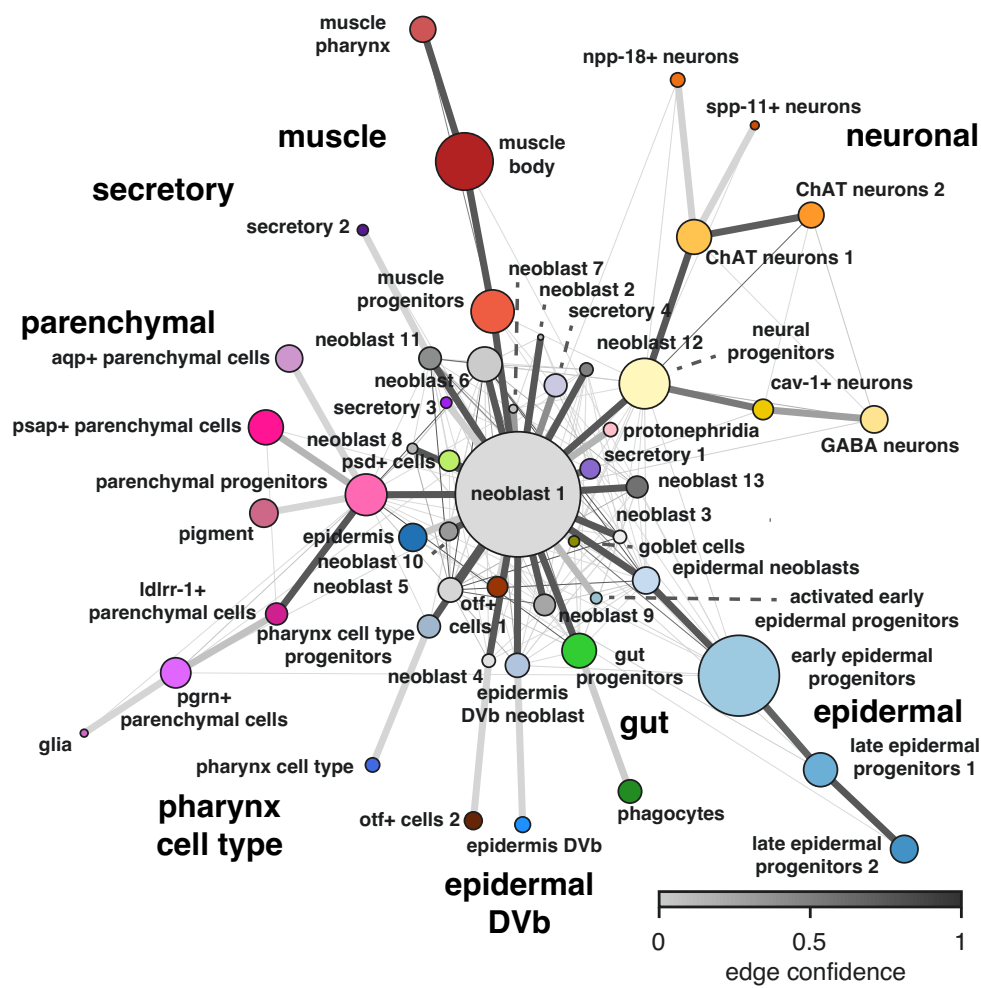 muscle
pharynx
npp-18+ neurons
spp-11+ neurons
muscle
neuronal
muscle
body
secretory
ChAT neurons 2
secretory 2
ChAT neurons 1
neoblast 7
muscle
progenitors
neoblast 2
secretory 4
parenchymal
neoblast 11
neoblast 12
neural
progenitors
aqp+ parenchymal cells
neoblast 6
cav-1+ neurons
secretory 3
psap+ parenchymal cells
neoblast 8
protonephridia
GABA neurons
psd+ cells
secretory 1
parenchymal progenitors
neoblast 1
neoblast 13
pigment
epidermis
neoblast 3
goblet cells
neoblast 10
epidermal neoblasts
neoblast 5
ldlrr-1+
parenchymal cells
otf+
cells 1
neoblast 9
activated early
epidermal progenitors
pharynx cell type
progenitors
neoblast 4
gut
progenitors
early epidermal
progenitors
pgrn+
parenchymal cells
epidermis
DVb neoblast
gut
epidermal
glia
late epidermal
progenitors 1
pharynx cell type
pharynx
cell type
otf+ cells 2
phagocytes
epidermis DVb
late epidermal
progenitors 2
epidermal
DVb
0
0.5
1
edge confidence